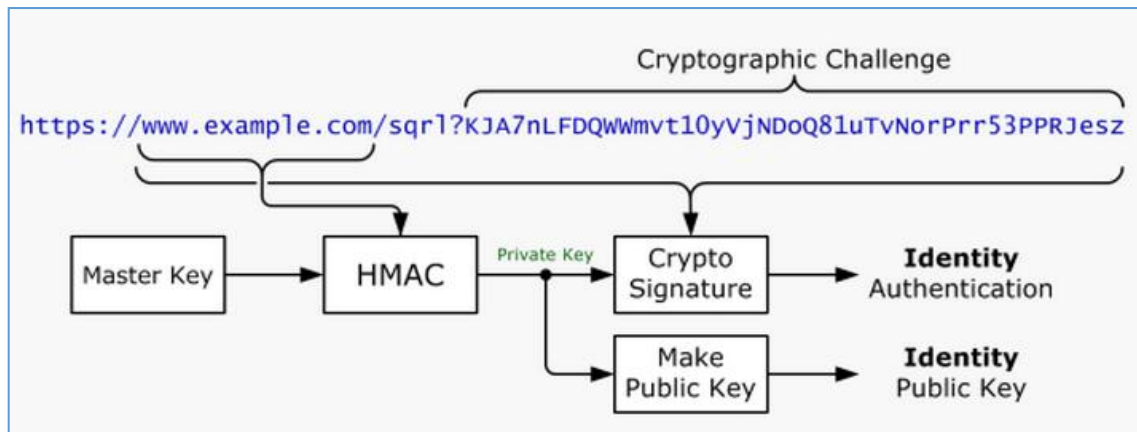 Cryptographic Challenge
https://www.example.com/sqrl?KJA7nLFDQWWmvt10yVjNDoQ81uTvNorPrr53PPRJesz
Master Key
HMAC
Private Key
Crypto
Signature
Identity
Authentication
Make
Public Key
Identity
Public Key